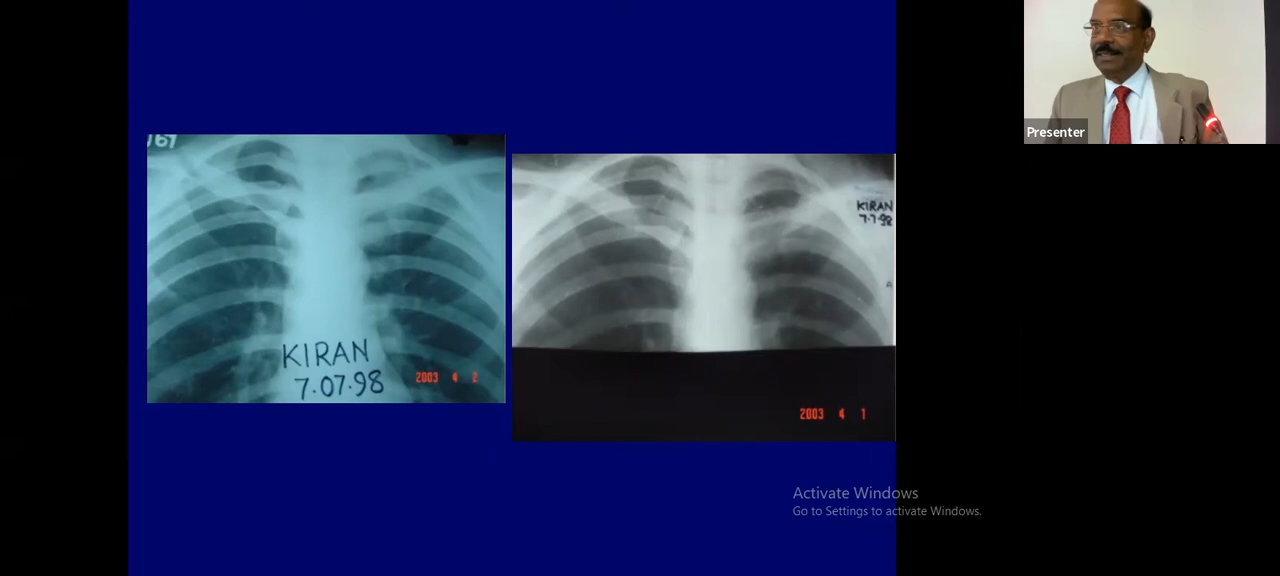 Presenter
KIRAN
7.07.98
2003 4 2
KIRAN
7.7.98
A
2003 4 1
Activate Windows
Go to Settings to activate Windows.